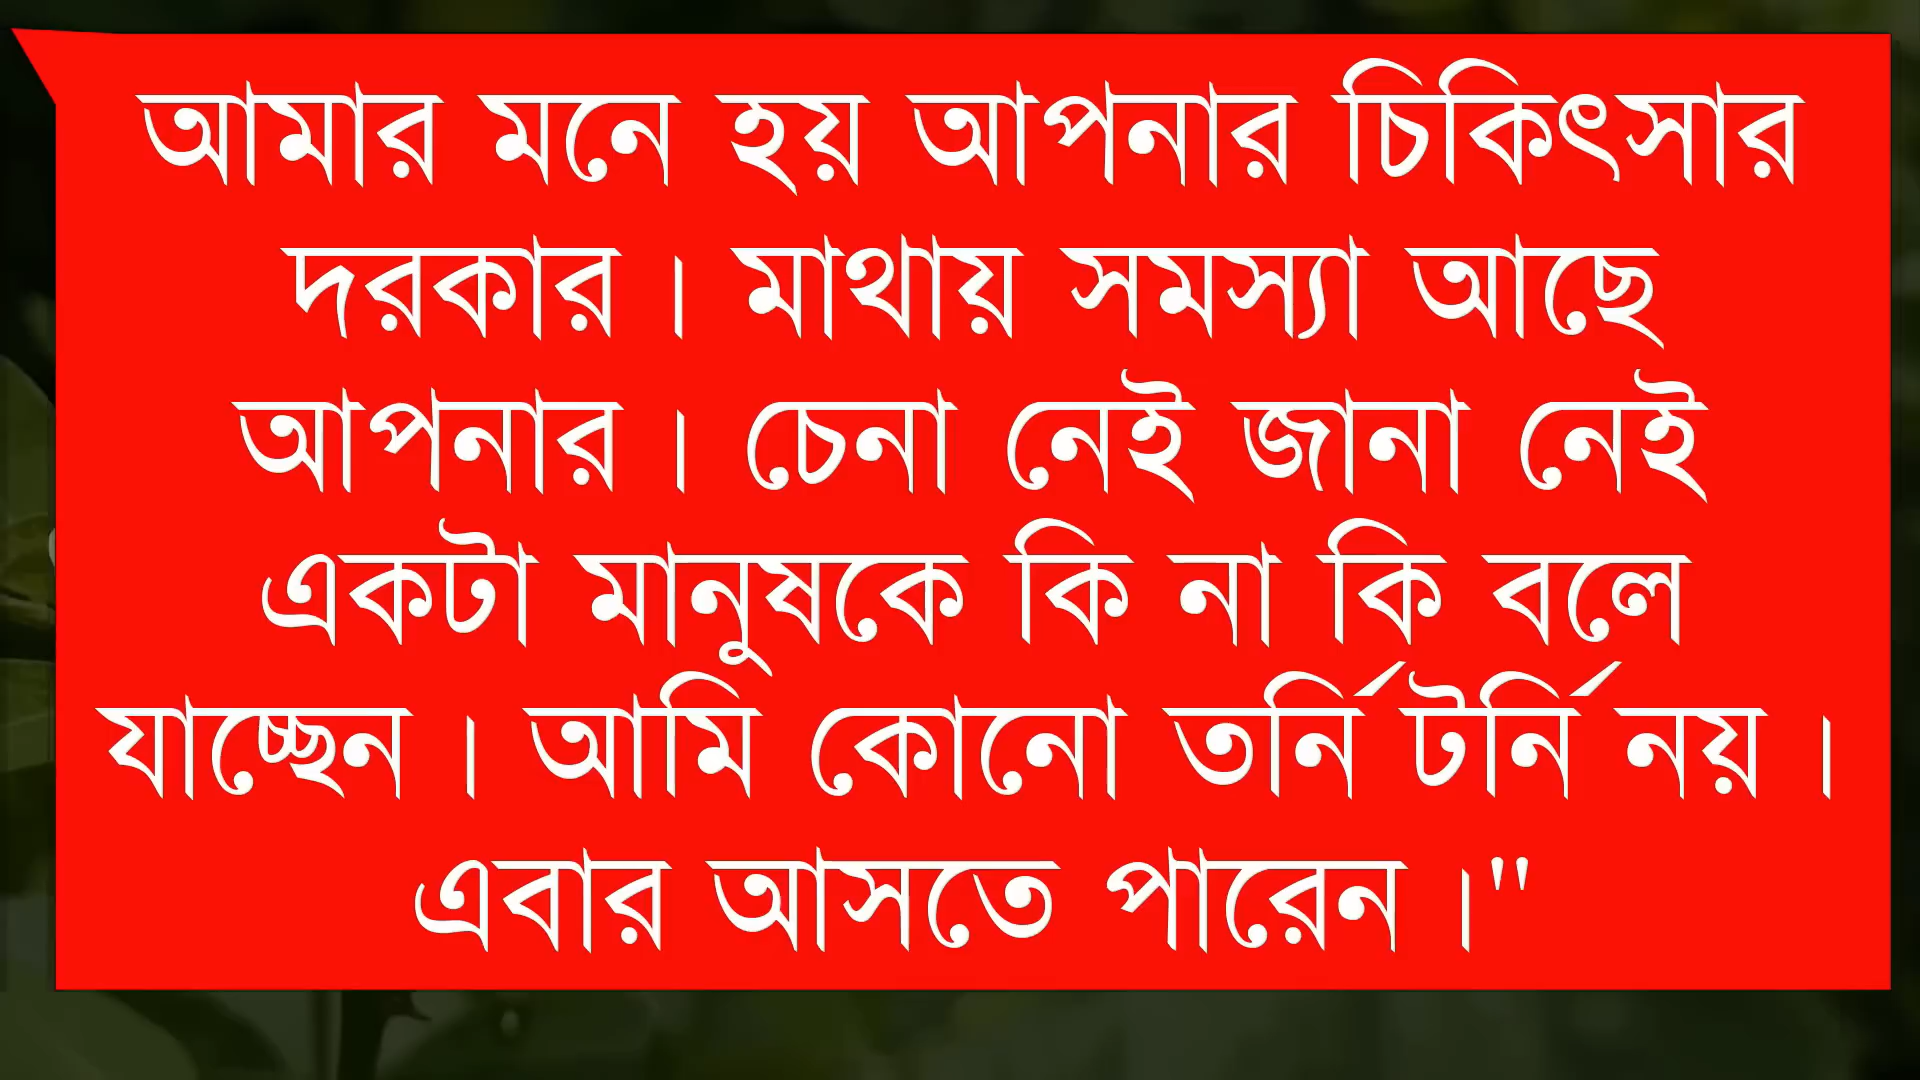 আমার মনে হয় আপনার চিকিৎসার
দরকার । মাথায় সমস্যা আছে
আপনার । চেনা নেই জানা নেই
একটা মানুষকে কি না কি বলে
যাচ্ছেন । আমি কোনো তর্নি টর্নি নয় ।
এবার আসতে পারেন ।"